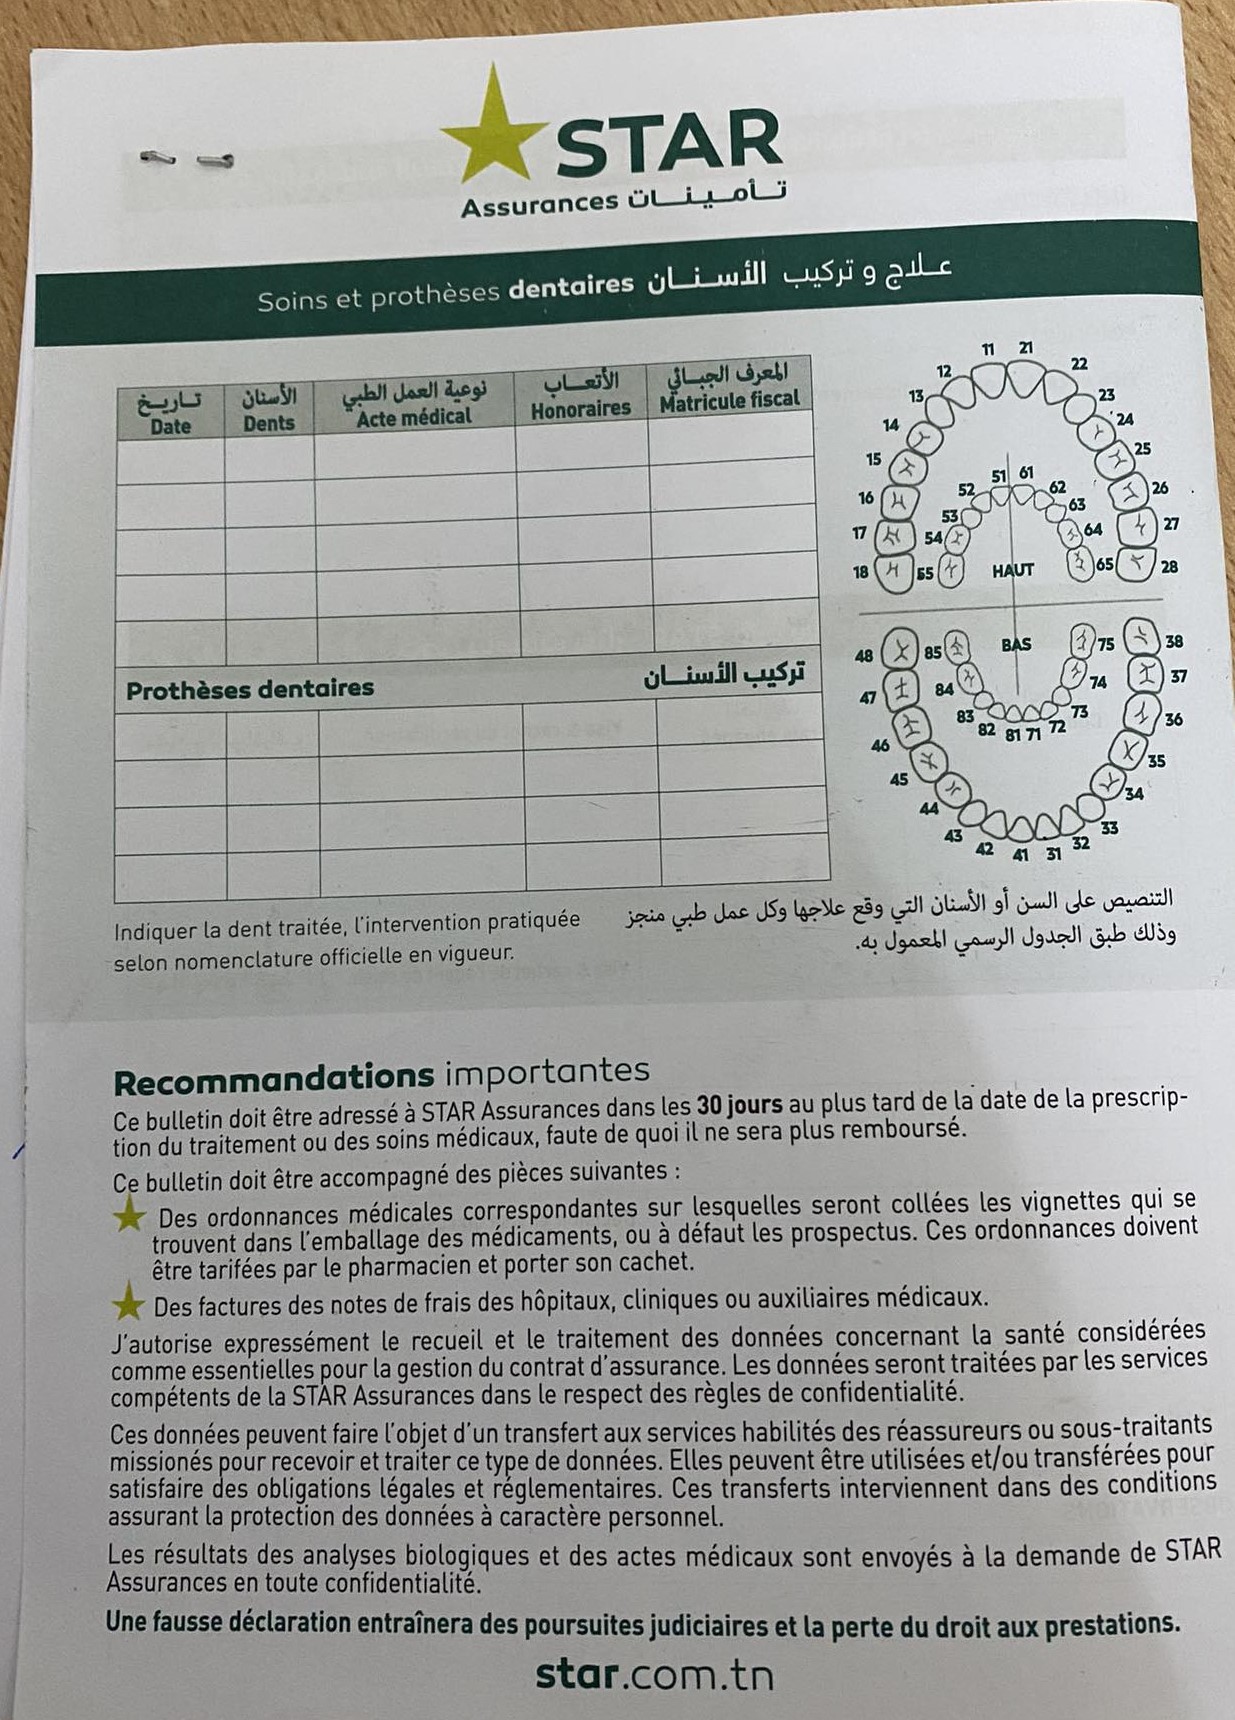 STAR
Assurances تأمينات
Soins et prothèses dentaires علاج و تركيب الأسنان
تاريخ الأسنان نوعية العمل الطبي الأتعاب المعرف الجبائي
Date Dents Acte médical Honoraires Matricule fiscal
Prothèses dentaires تركيب الأسنان
11 21
12 22
13 23
14 24
15 25
16 26
17 27
18 28
51 61
52 62
53 63
54 64
55 65
HAUT
BAS
48 85 75 38
47 84 74 37
83 73
82 81 71 72
46 36
45 35
44 34
43 33
42 41 31 32
Indiquer la dent traitée, l'intervention pratiquée
selon nomenclature officielle en vigueur.
التنصيص على السن أو الأسنان التي وقع علاجها وكل عمل طبي منجز
وذلك طبق الجدول الرسمي المعمول به.
Recommandations importantes
Ce bulletin doit être adressé à STAR Assurances dans les 30 jours au plus tard de la date de la prescrip-
tion du traitement ou des soins médicaux, faute de quoi il ne sera plus remboursé.
Ce bulletin doit être accompagné des pièces suivantes :
Des ordonnances médicales correspondantes sur lesquelles seront collées les vignettes qui se
trouvent dans l'emballage des médicaments, ou à défaut les prospectus. Ces ordonnances doivent
être tarifées par le pharmacien et porter son cachet.
Des factures des notes de frais des hôpitaux, cliniques ou auxiliaires médicaux.
J'autorise expressément le recueil et le traitement des données concernant la santé considérées
comme essentielles pour la gestion du contrat d'assurance. Les données seront traitées par les services
compétents de la STAR Assurances dans le respect des règles de confidentialité.
Ces données peuvent faire l'objet d'un transfert aux services habilités des réassureurs ou sous-traitants
missionés pour recevoir et traiter ce type de données. Elles peuvent être utilisées et/ou transférées pour
satisfaire des obligations légales et réglementaires. Ces transferts interviennent dans des conditions
assurant la protection des données à caractère personnel.
Les résultats des analyses biologiques et des actes médicaux sont envoyés à la demande de STAR
Assurances en toute confidentialité.
Une fausse déclaration entraînera des poursuites judiciaires et la perte du droit aux prestations.
star.com.tn